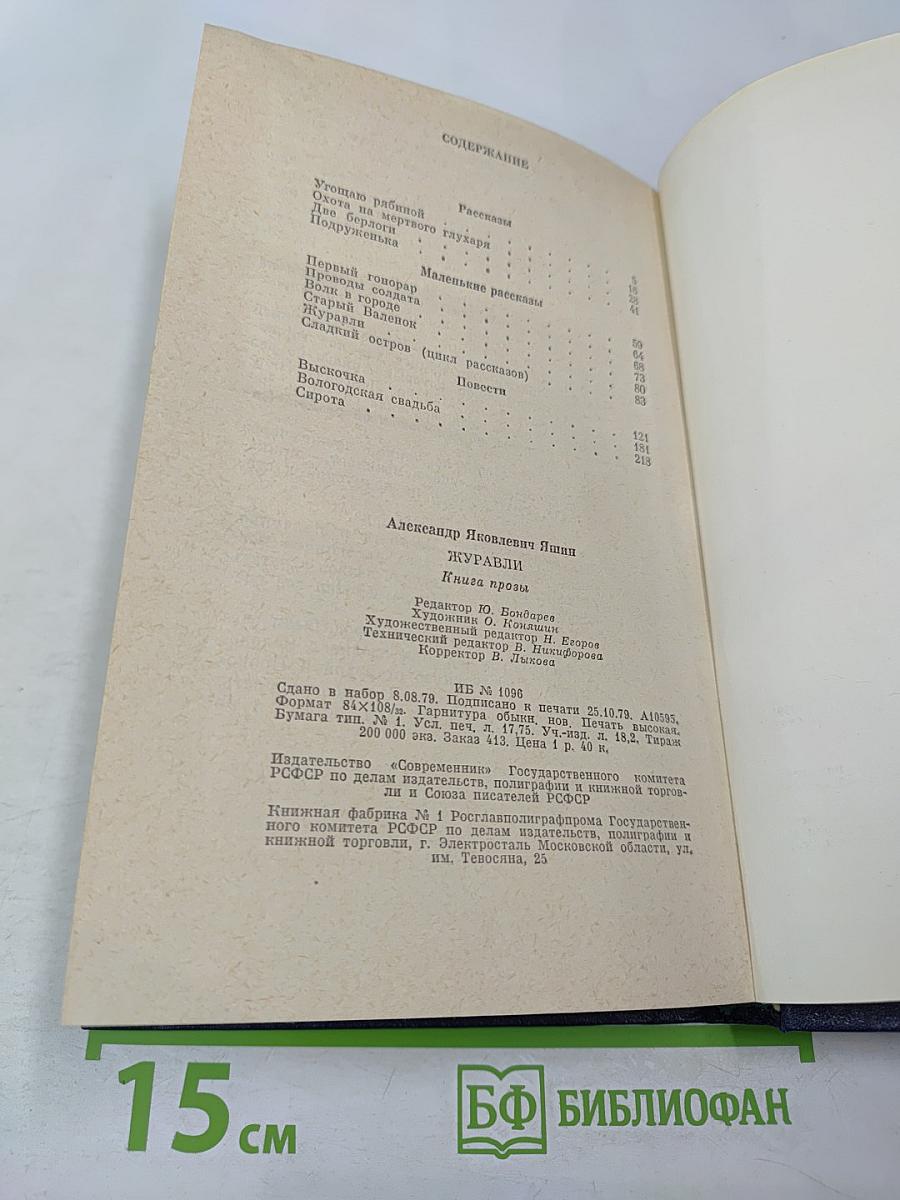 СОДЕРЖАНИЕ
Рассказы
Угощаю рябиной . . . . . . . 5
Охота на мертвого глухаря . . . . . . . 16
Две берлоги . . . . . . . 28
Подруженька . . . . . . . 41
Маленькие рассказы
Первый гонорар . . . . . . . 59
Проводы солдата . . . . . . . 64
Волк в городе . . . . . . . 68
Старый Валенок . . . . . . . 73
Журавли . . . . . . . 80
Сладкий остров (цикл рассказов) . . . 83
Повести
Выскочка . . . . . . . 121
Вологодская свадьба . . . . . . . 181
Сирота . . . . . . . 218
Александр Яковлевич Яшин
ЖУРАВЛИ
Книга прозы
Редактор Ю. Бондарев
Художник О. Коняшин
Художественный редактор Н. Егоров
Технический редактор В. Никифорова
Корректор В. Лыкова
ИБ № 1096
Сдано в набор 8.08.79. Подписано к печати 25.10.79. А10595.
Формат 84×108/32. Гарнитура обыкн. нов. Печать высокая.
Бумага тип. № 1. Усл. печ. л. 17,75. Уч.-изд. л. 18,2. Тираж
200 000 экз. Заказ 413. Цена 1 р. 40 к.
Издательство «Современник» Государственного комитета
РСФСР по делам издательств, полиграфии и книжной торгов-
ли и Союза писателей РСФСР
Книжная фабрика № 1 Росглавполиграфпрома Государствен-
ного комитета РСФСР по делам издательств, полиграфии и
книжной торговли, г. Электросталь Московской области, ул.
им. Тевосяна, 25
15 см
БФ БИБЛИОФАН